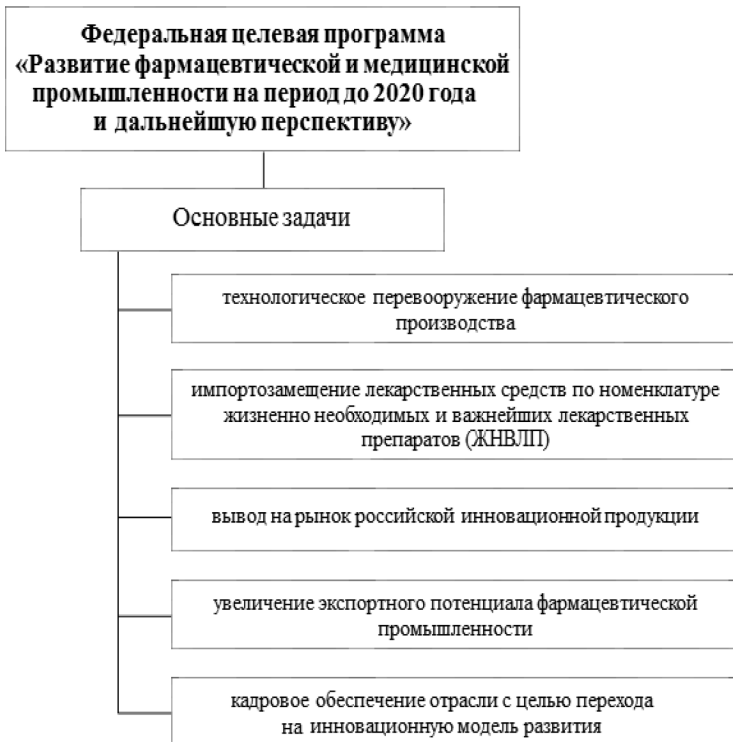 Федеральная целевая программа
«Развитие фармацевтической и медицинской
промышленности на период до 2020 года
и дальнейшую перспективу»
Основные задачи
технологическое перевооружение фармацевтического
производства
импортозамещение лекарственных средств по номенклатуре
жизненно необходимых и важнейших лекарственных
препаратов (ЖНВЛП)
вывод на рынок российской инновационной продукции
увеличение экспортного потенциала фармацевтической
промышленности
кадровое обеспечение отрасли с целью перехода
на инновационную модель развития